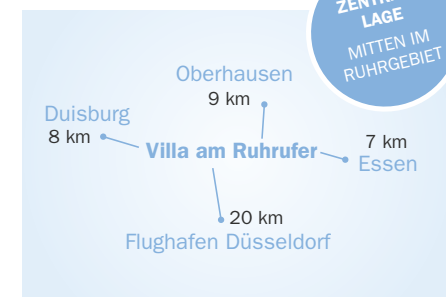 LAGE
MITTEN IM
RUHRGEBIET
Oberhausen
9 km
Duisburg
8 km
Villa am Ruhrufer
7 km
Essen
20 km
Flughafen Düsseldorf